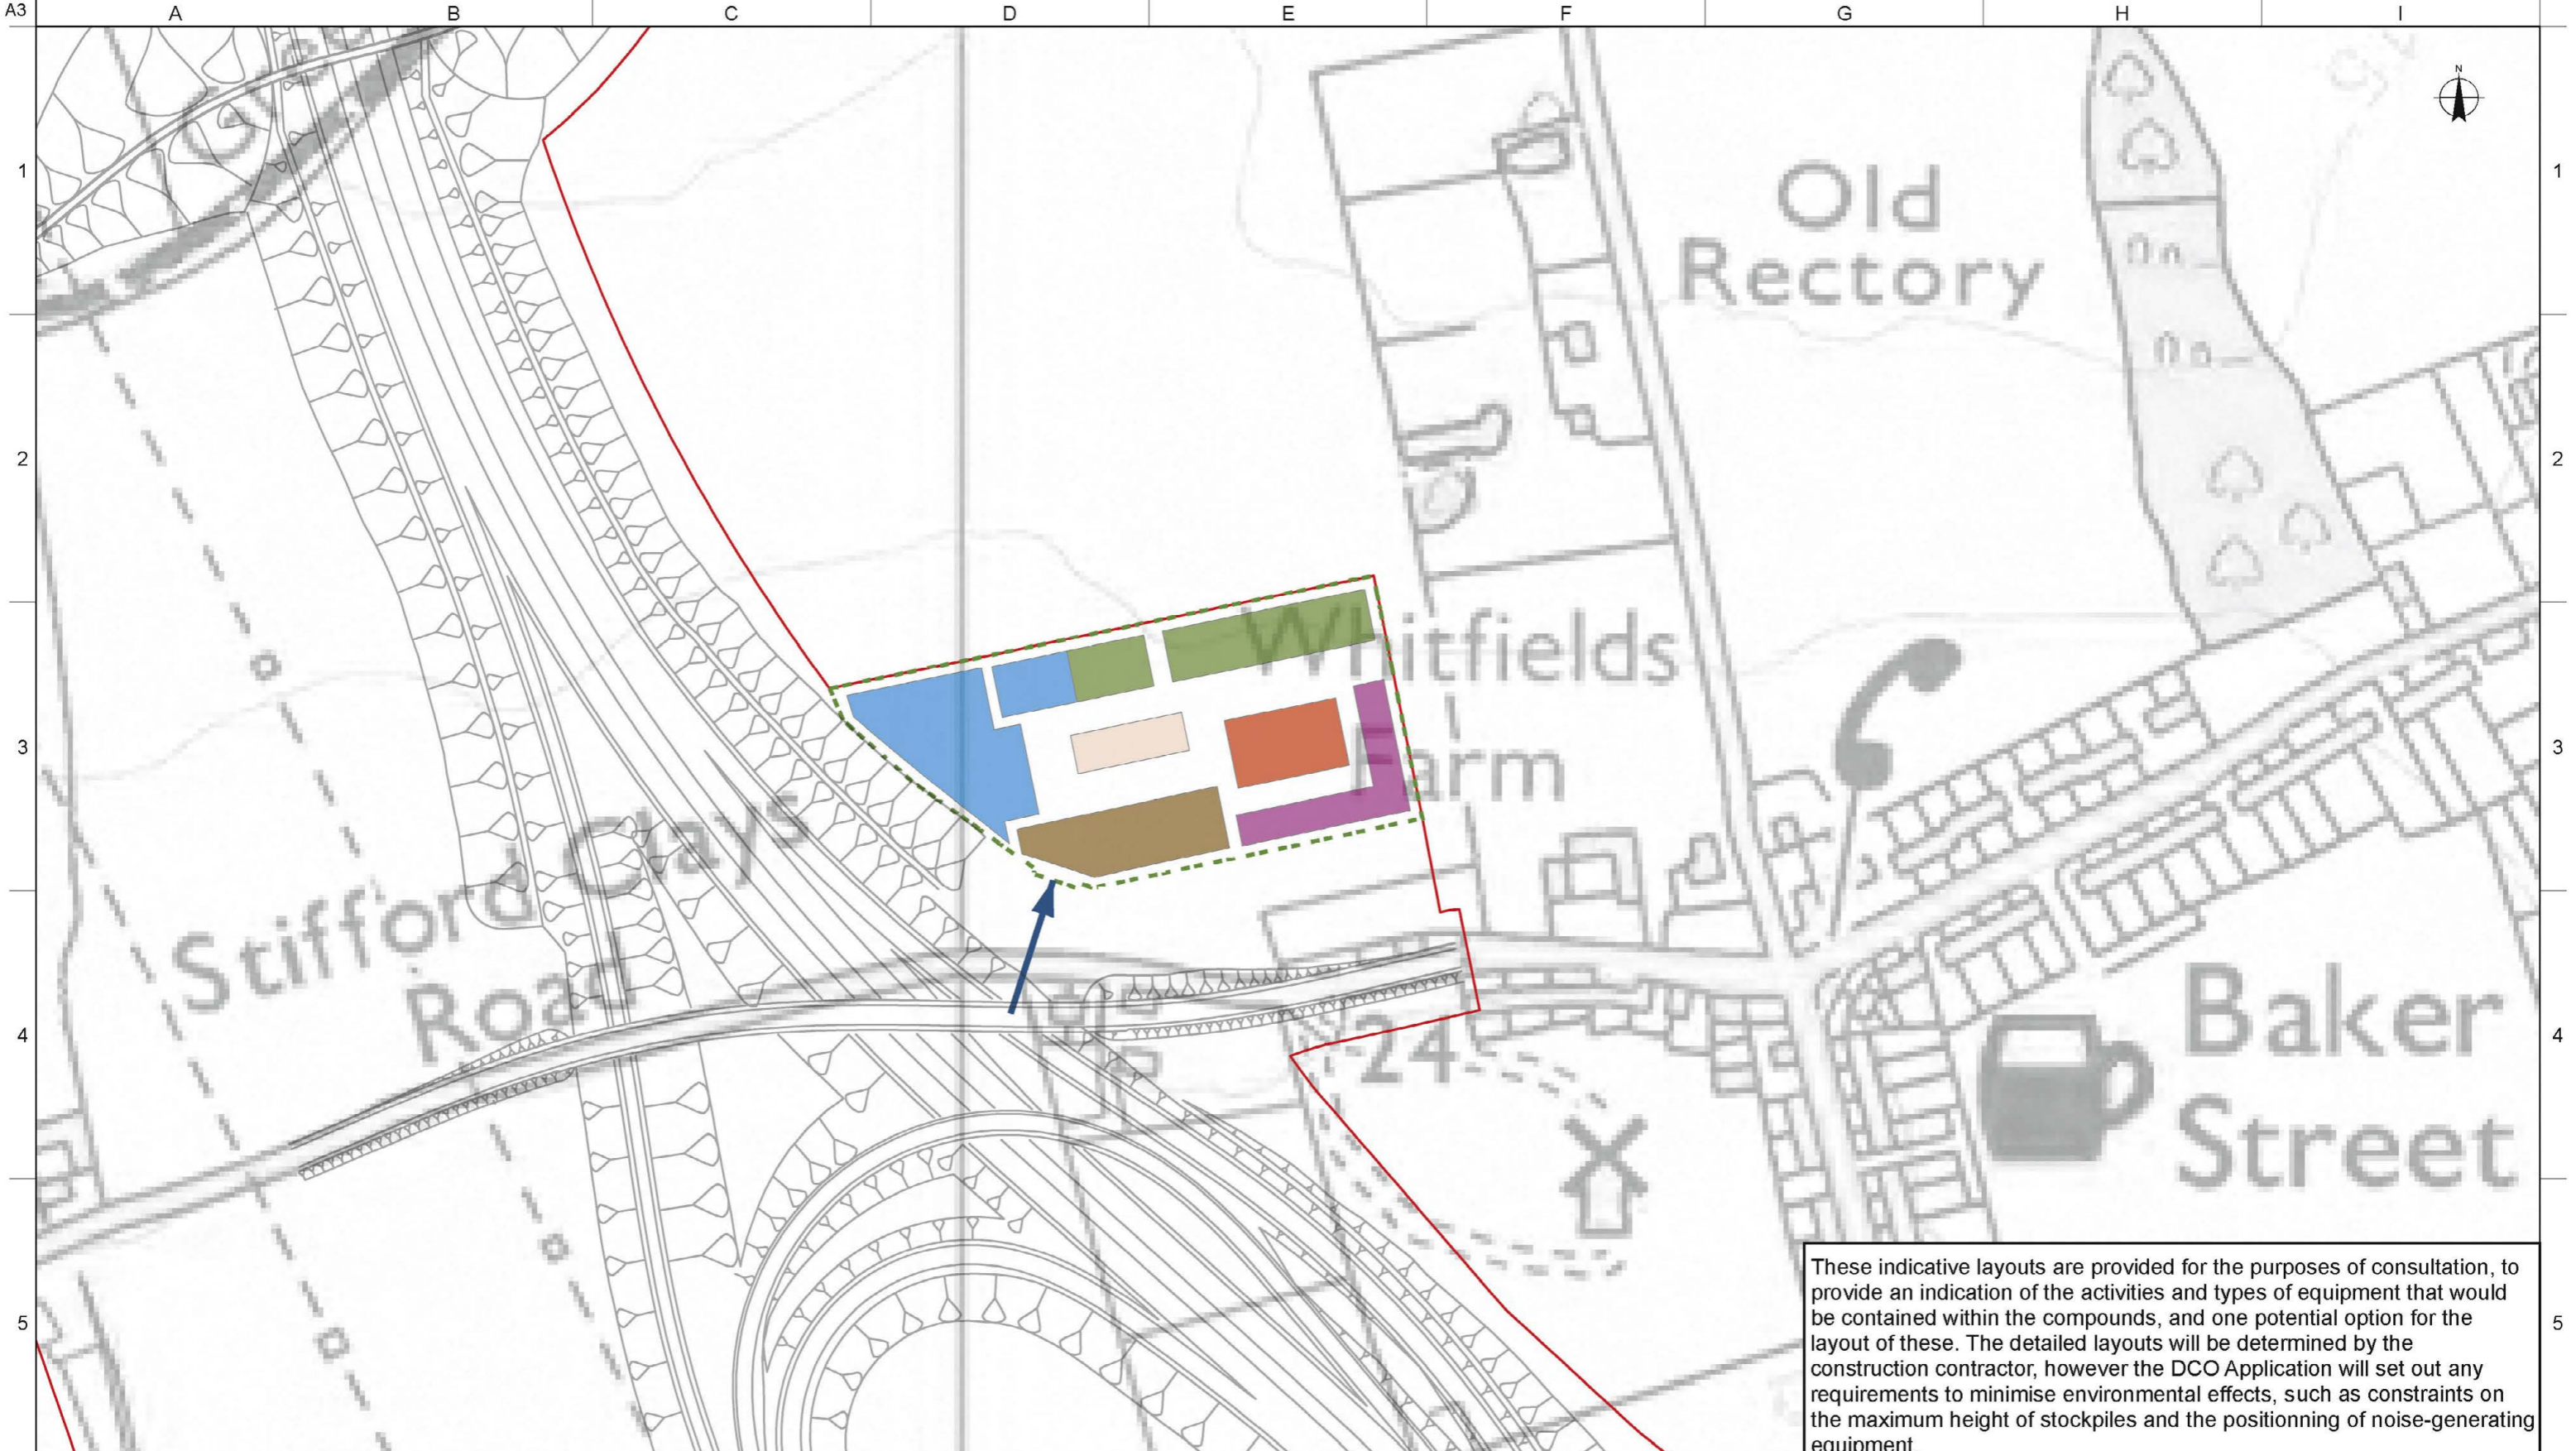 A3
A B C D E F G H I
N
1 1
Old
Rectory
2 2
Whitfields
Farm
3 3
Stifford Clays
Road
Baker
Street
24
4 4
5 5
These indicative layouts are provided for the purposes of consultation, to
provide an indication of the activities and types of equipment that would
be contained within the compounds, and one potential option for the
layout of these. The detailed layouts will be determined by the
construction contractor, however the DCO Application will set out any
requirements to minimise environmental effects, such as constraints on
the maximum height of stockpiles and the positionning of noise-generating
equipment